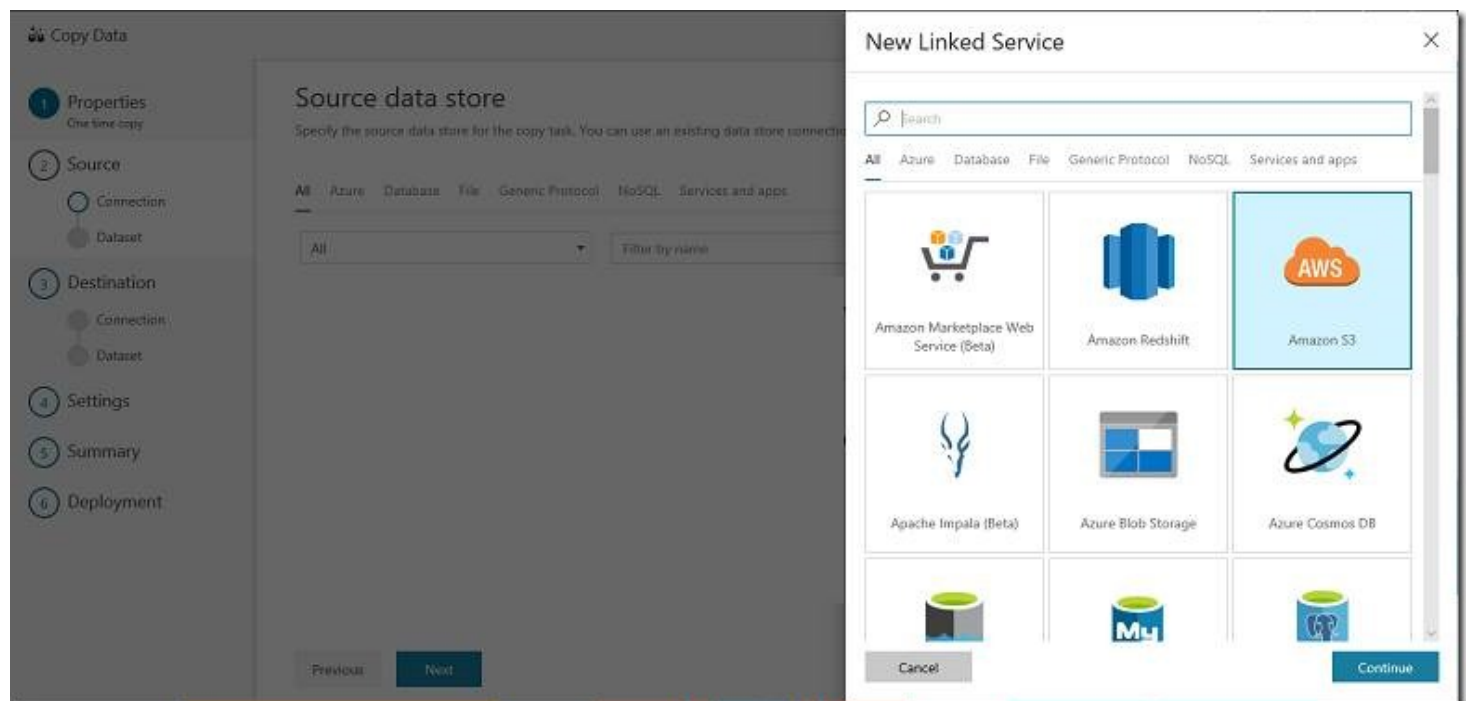 Copy Data
1 Properties
One time copy
2 Source
Connection
Dataset
3 Destination
Connection
Dataset
4 Settings
5 Summary
6 Deployment
Source data store
Specify the source data store for the copy task. You can use an existing data store
All Azure Database File Generic Protocol NoSQL Services and apps
All
Filter by name
Previous
Next
New Linked Service
Search
All Azure Database File Generic Protocol NoSQL Services and apps
AWS
Amazon Marketplace Web
Service (Beta)
Amazon Redshift
Amazon S3
Apache Impala (Beta)
Azure Blob Storage
Azure Cosmos DB
My
Cancel
Continue